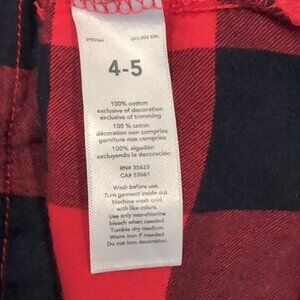 4-5
100% cotton
exclusive of decoration
exclusive of trimming
100 % coton
décoration non comprise
garniture non comprise
100% algodón
excluyendo la decoración
RN# 35623
CA# 53061
Wash before use.
Turn garment inside out.
Machine wash cold
with like colors.
Use only non-chlorine
bleach when needed.
Tumble dry medium.
Warm iron if needed.
Do not iron decoration.